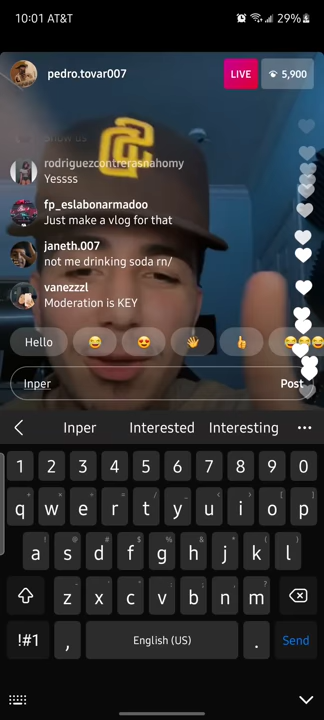 10:01 AT&T
29%
pedro.tovar007
LIVE
5,900
Show us
rodriguezcontrerasnahomy
Yessss
fp_eslabonarmadoo
Just make a vlog for that
janeth.007
not me drinking soda rn/
vanezzzl
Moderation is KEY
Hello
Inper Post
Inper Interested Interesting
1 2 3 4 5 6 7 8 9 0
q w e r t y u i o p
a s d f g h j k l
z x c v b n m
!#1 , English (US) . Send